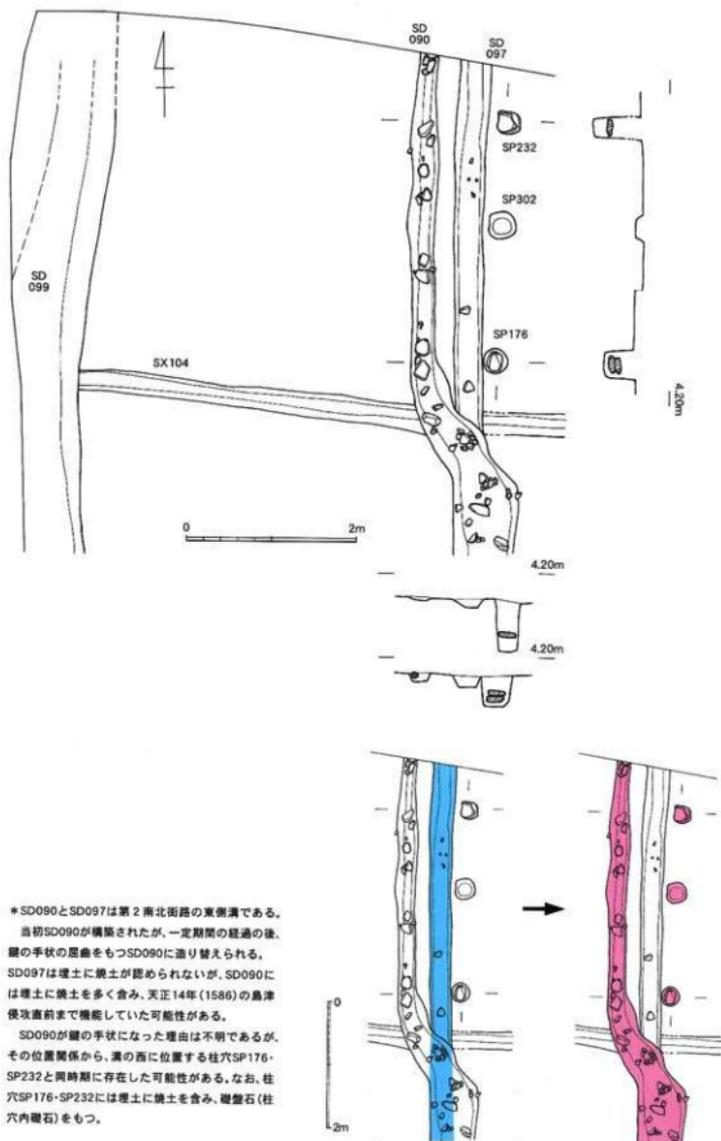 SD
090
SD
097
SP232
SP302
SD
099
SP176
SX104
4.20m
0 2m
4.20m
4.20m
*SD090とSD097は第2南北街路の東側溝である。
当初SD090が構築されたが、一定期間の経過の後、
鍵の手状の屈曲をもつSD090に造り替えられる。
SD097は埋土に焼土が認められないが、SD090に
は埋土に焼土を多く含み、天正14年(1586)の島津
侵攻直前まで機能していた可能性がある。
SD090が鍵の手状になった理由は不明であるが、
その位置関係から、溝の西に位置する柱穴SP176・
SP232と同時期に存在した可能性がある。なお、柱
穴SP176・SP232には埋土に焼土を含み、礎盤石(柱
穴内礎石)をもつ。
0
2m